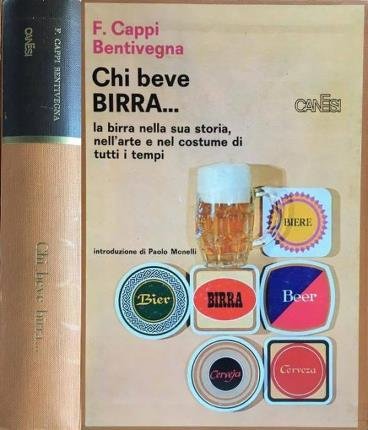 CANESI
F. CAPPI BENTIVEGNA
Chi beve birra...
F. Cappi
Bentivegna
Chi beve
BIRRA...
CANESI
la birra nella sua storia,
nell'arte e nel costume di
tutti i tempi
introduzione di Paolo Monelli
BIERE
Bier
BIRRA
Beer
Cerveja
Cerveza